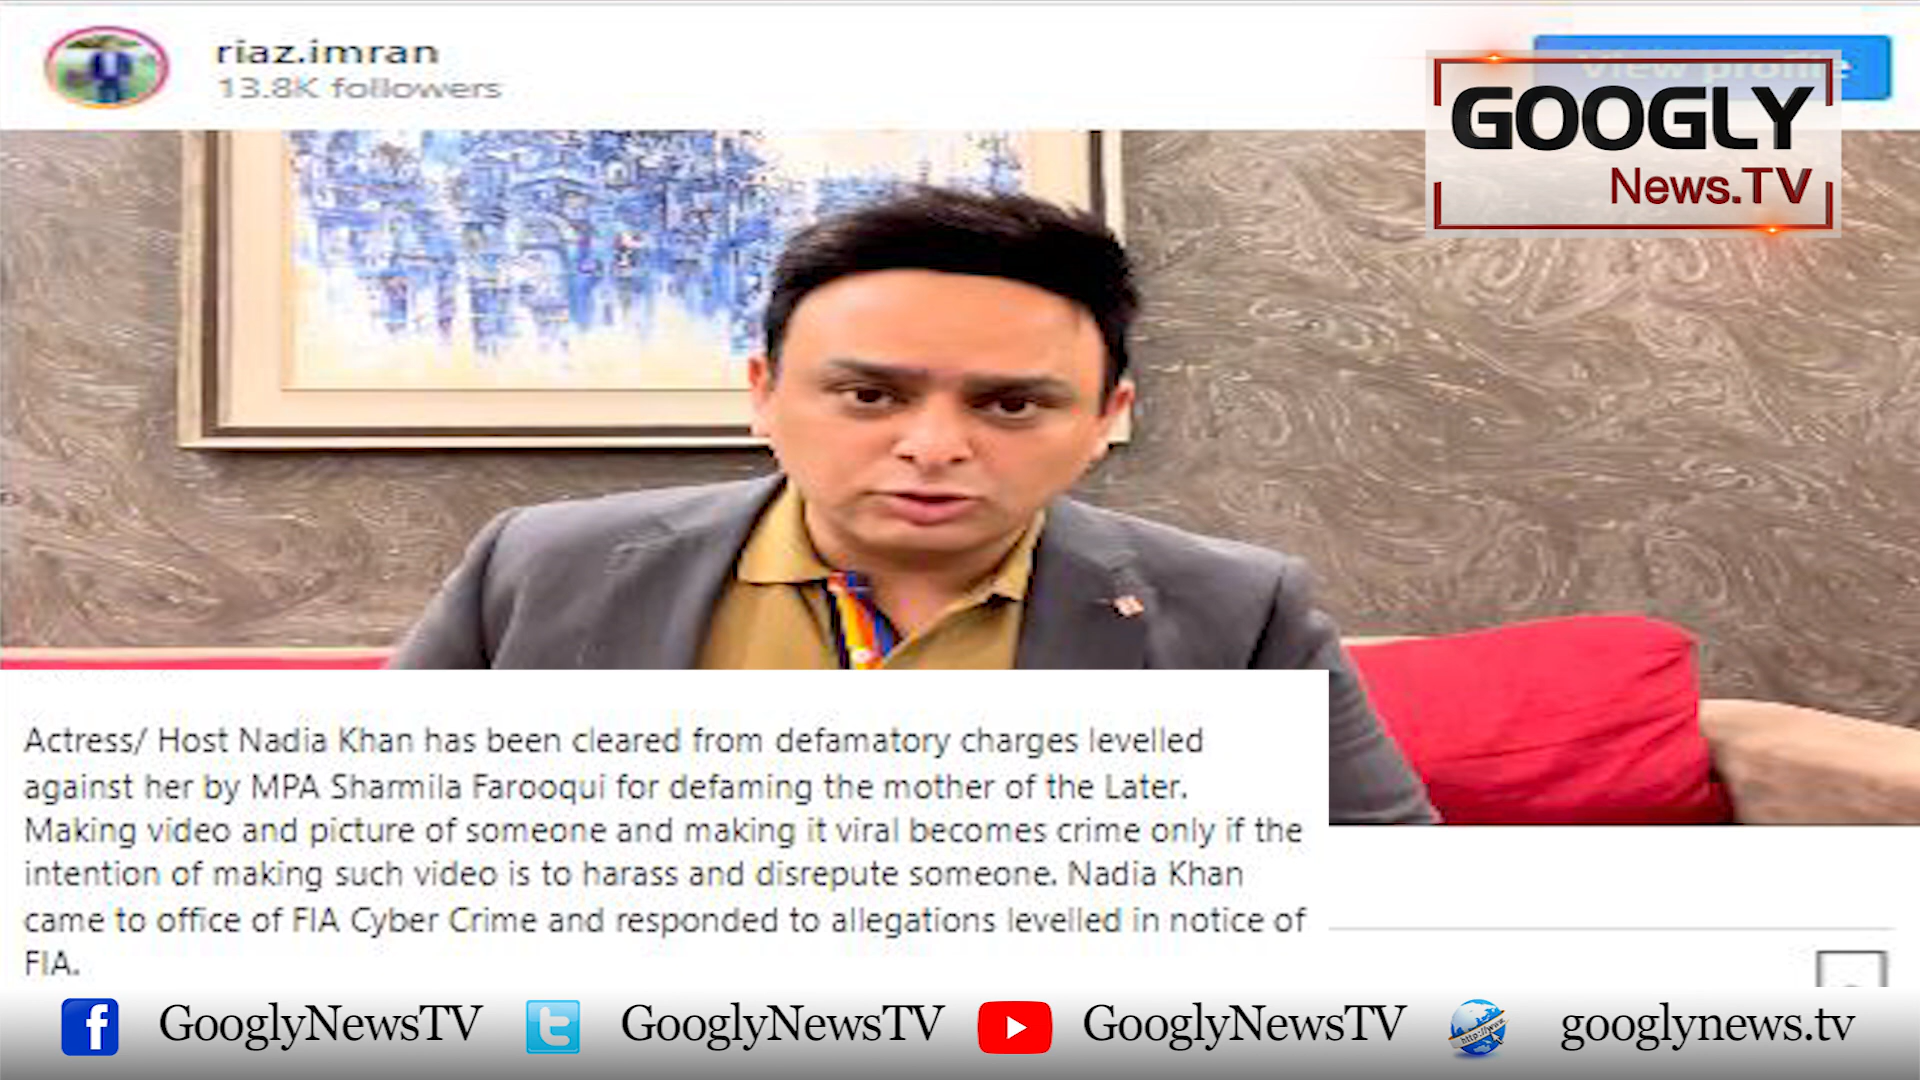 riaz.imran
13.8K followers
View profile
GOOGLY
News.TV
Actress/ Host Nadia Khan has been cleared from defamatory charges levelled
against her by MPA Sharmila Farooqui for defaming the mother of the Later.
Making video and picture of someone and making it viral becomes crime only if the
intention of making such video is to harass and disrepute someone. Nadia Khan
came to office of FIA Cyber Crime and responded to allegations levelled in notice of
FIA.
GooglyNewsTV
GooglyNewsTV
GooglyNewsTV
http://www.
googlynews.tv